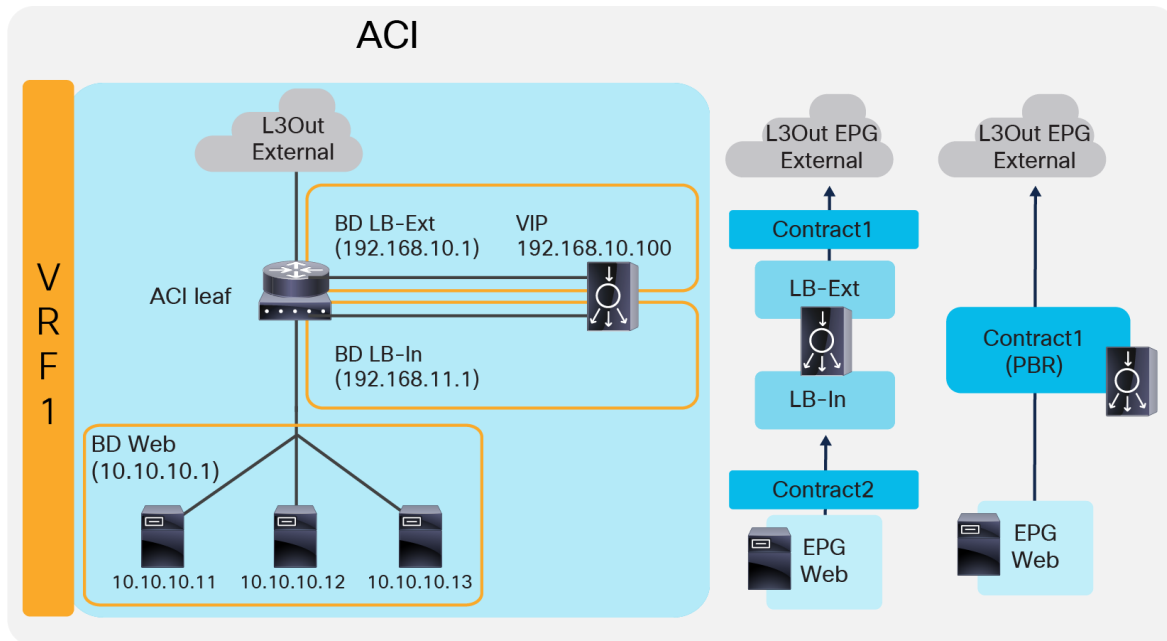 ACI
VRF1
L3Out
External
BD LB-Ext
(192.168.10.1)
VIP
192.168.10.100
ACI leaf
BD LB-In
(192.168.11.1)
BD Web
(10.10.10.1)
10.10.10.11
10.10.10.12
10.10.10.13
L3Out EPG
External
Contract1
LB-Ext
LB-In
Contract2
EPG
Web
L3Out EPG
External
Contract1
(PBR)
EPG
Web